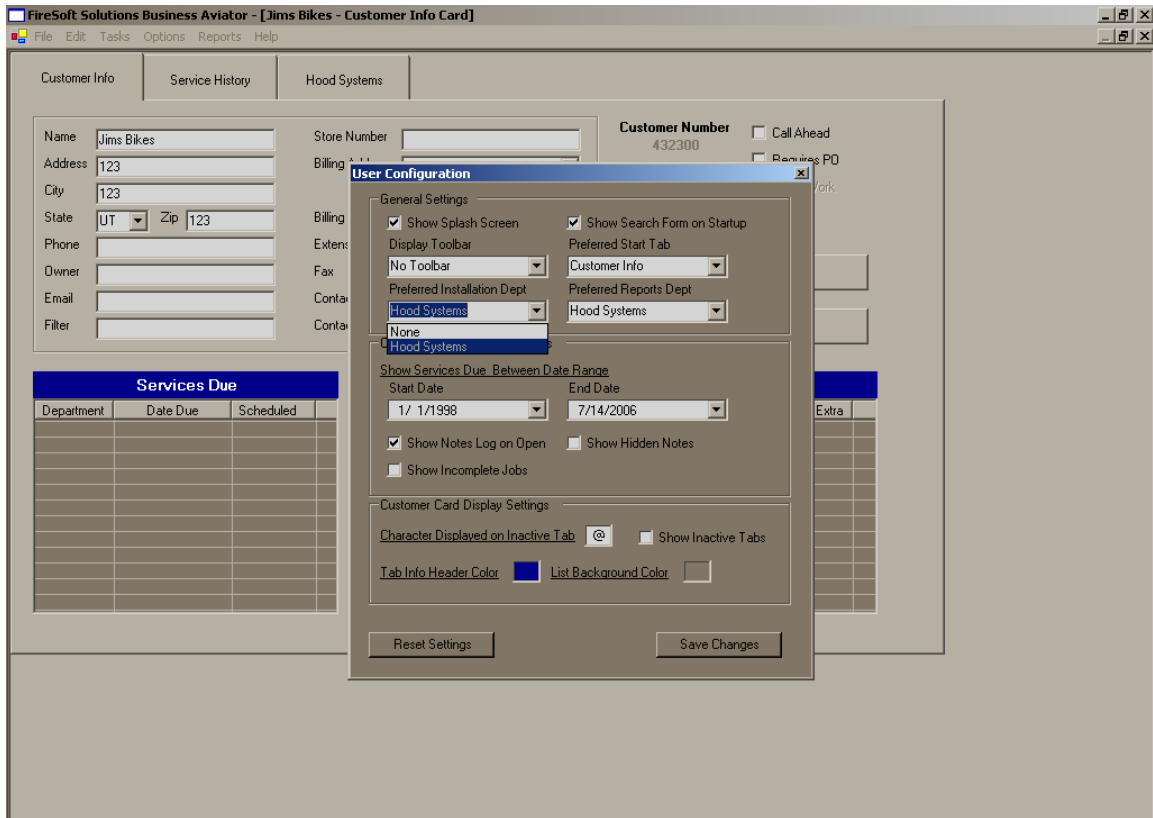 FireSoft Solutions Business Aviator - [Jims Bikes - Customer Info Card]
File Edit Tasks Options Reports Help
Customer Info Service History Hood Systems
Name Jims Bikes Store Number Customer Number Call Ahead
432300
Address 123 Billing Requires PO
City 123
State UT Zip 123 Billing
Phone
Owner Fax
Email
Filter
User Configuration
General Settings
Show Splash Screen Show Search Form on Startup
Display Toolbar Preferred Start Tab
No Toolbar Customer Info
Preferred Installation Dept Preferred Reports Dept
Hood Systems Hood Systems
None
Hood Systems
Show Services Due Between Date Range
Start Date End Date
1/ 1/1998 7/14/2006
Show Notes Log on Open Show Hidden Notes
Show Incomplete Jobs
Customer Card Display Settings
Character Displayed on Inactive Tab @ Show Inactive Tabs
Tab Info Header Color List Background Color
Reset Settings Save Changes
Services Due
Department Date Due Scheduled Extra